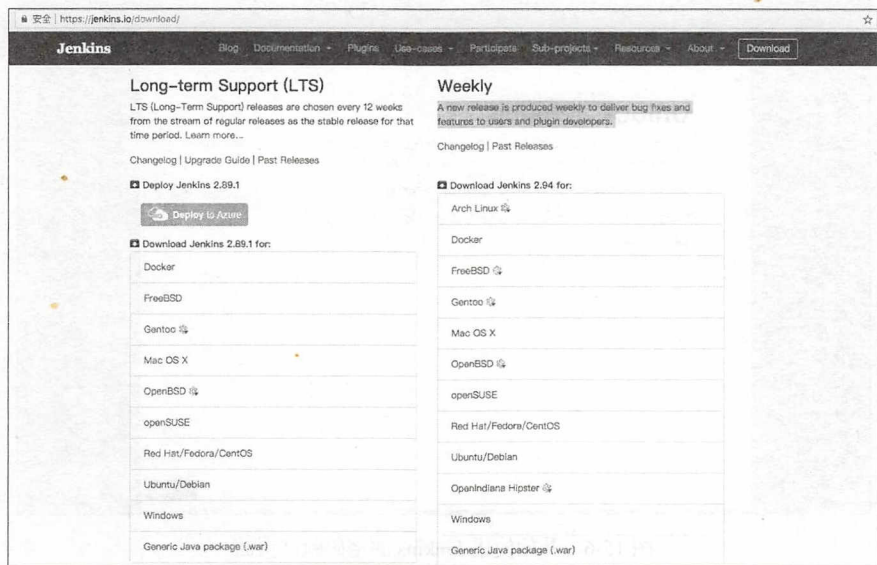 安全 | https://jenkins.io/download/
Jenkins Blog Documentation Plugins Use-cases Participate Sub-projects Resources About Download
Long-term Support (LTS)
LTS (Long-Term Support) releases are chosen every 12 weeks
from the stream of regular releases as the stable release for that
time period. Learn more...
Changelog | Upgrade Guide | Past Releases
Deploy Jenkins 2.89.1
Deploy to Azure
Download Jenkins 2.89.1 for:
Docker
FreeBSD
Gentoo
Mac OS X
OpenBSD
openSUSE
Red Hat/Fedora/CentOS
Ubuntu/Debian
Windows
Generic Java package (.war)
Weekly
A new release is produced weekly to deliver bug fixes and
features to users and plugin developers.
Changelog | Past Releases
Download Jenkins 2.94 for:
Arch Linux
Docker
FreeBSD
Gentoo
Mac OS X
OpenBSD
openSUSE
Red Hat/Fedora/CentOS
Ubuntu/Debian
OpenIndiana Hipster
Windows
Generic Java package (.war)